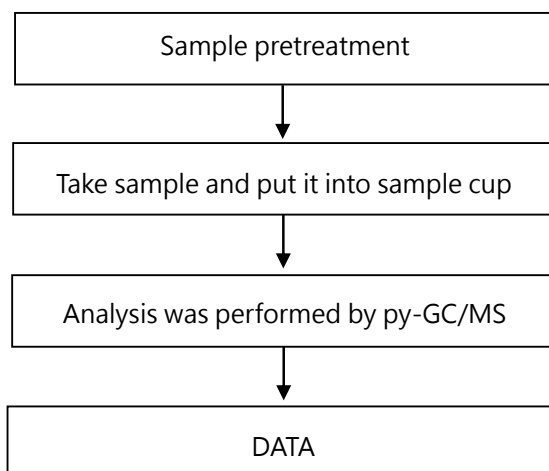 Sample pretreatment
Take sample and put it into sample cup
Analysis was performed by py-GC/MS
DATA